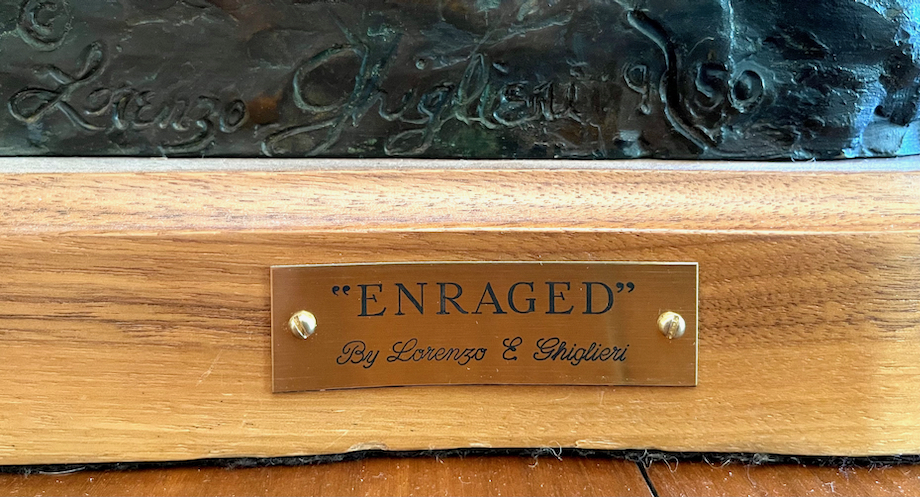 ©
Lorenzo Ghiglieri 9/50
“ENRAGED”
By Lorenzo E Ghiglieri